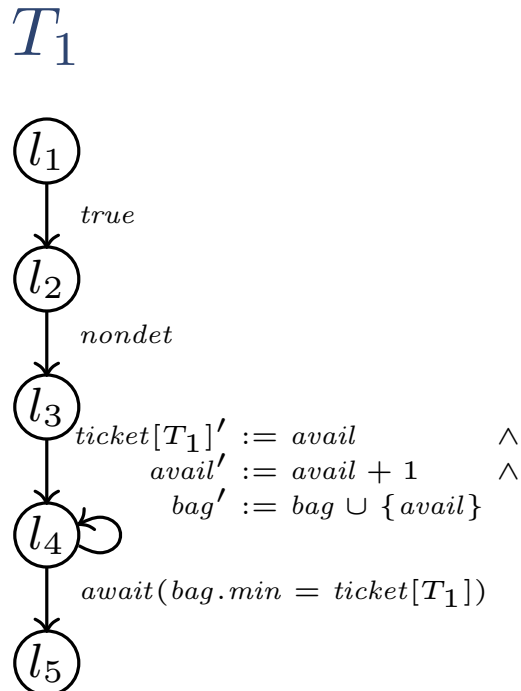 T₁
l₁
true
l₂
nondet
l₃
ticket[T₁]′ := avail ∧
avail′ := avail + 1 ∧
bag′ := bag ∪ {avail}
l₄
await(bag.min = ticket[T₁])
l₅